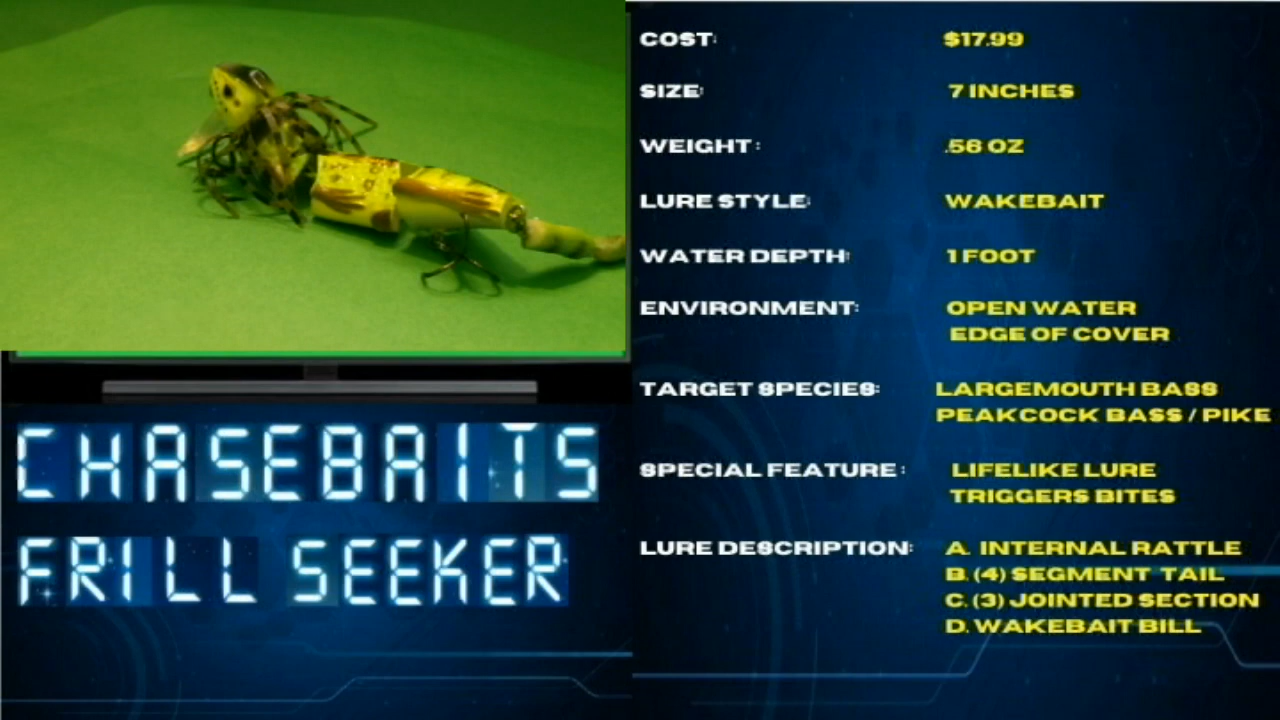 CHASEBAITS
FRILL SEEKER
COST: $17.99
SIZE: 7 INCHES
WEIGHT: .56 OZ
LURE STYLE: WAKEBAIT
WATER DEPTH: 1 FOOT
ENVIRONMENT: OPEN WATER
EDGE OF COVER
TARGET SPECIES: LARGEMOUTH BASS
PEAKCOCK BASS / PIKE
SPECIAL FEATURE: LIFELIKE LURE
TRIGGERS BITES
LURE DESCRIPTION: A. INTERNAL RATTLE
B. (4) SEGMENT TAIL
C. (3) JOINTED SECTION
D. WAKEBAIT BILL